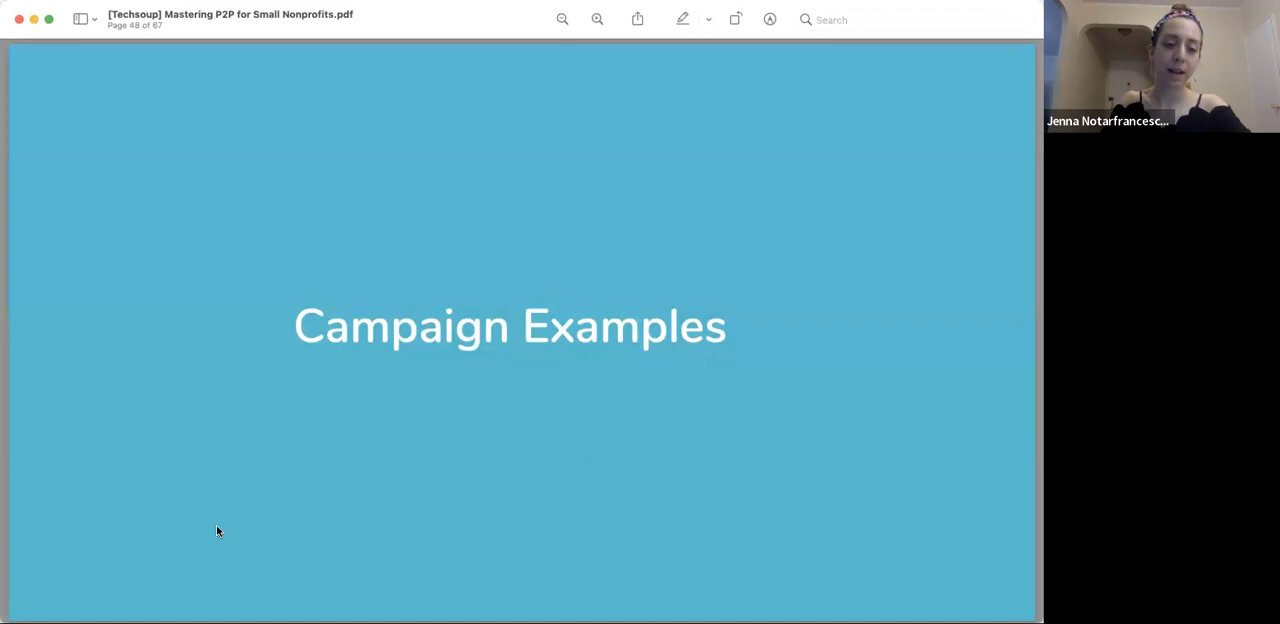 [Techsoup] Mastering P2P for Small Nonprofits.pdf
Page 48 of 67
Search
Jenna Notarfrancesc...
Campaign Examples